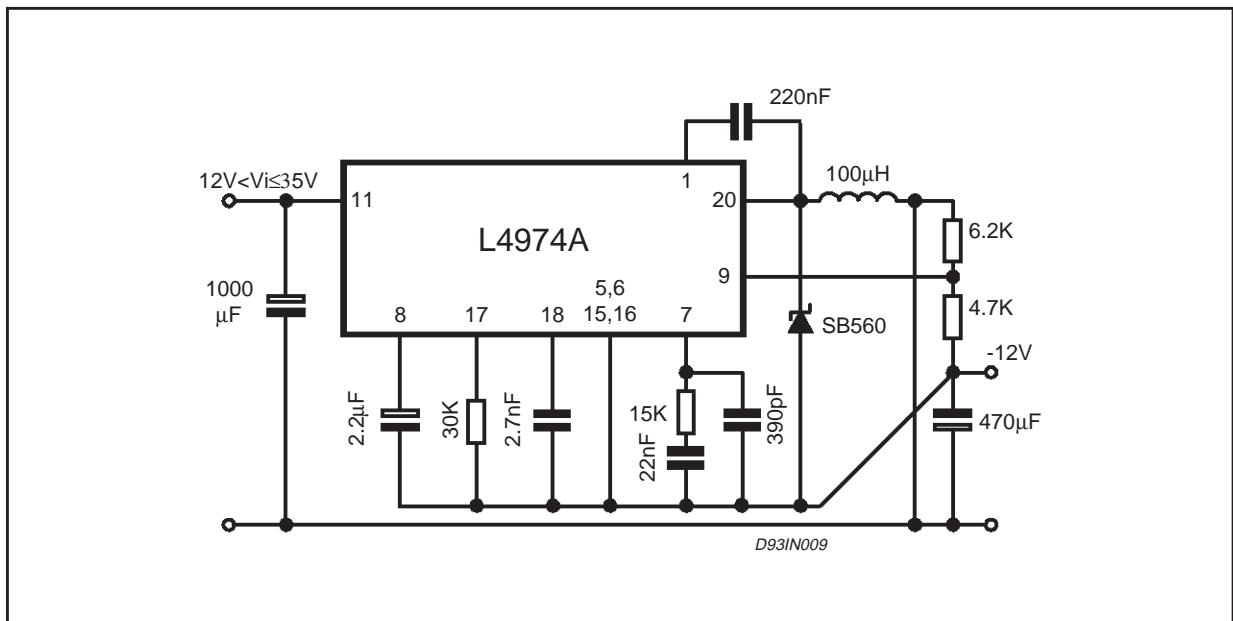 220nF
12V<Vi≤35V
1
100μH
11
20
L4974A
6.2K
9
1000
μF
5,6
8
17
18
15,16
7
SB560
4.7K
-12V
2.2μF
30K
2.7nF
15K
22nF
390pF
470μF
D93IN009